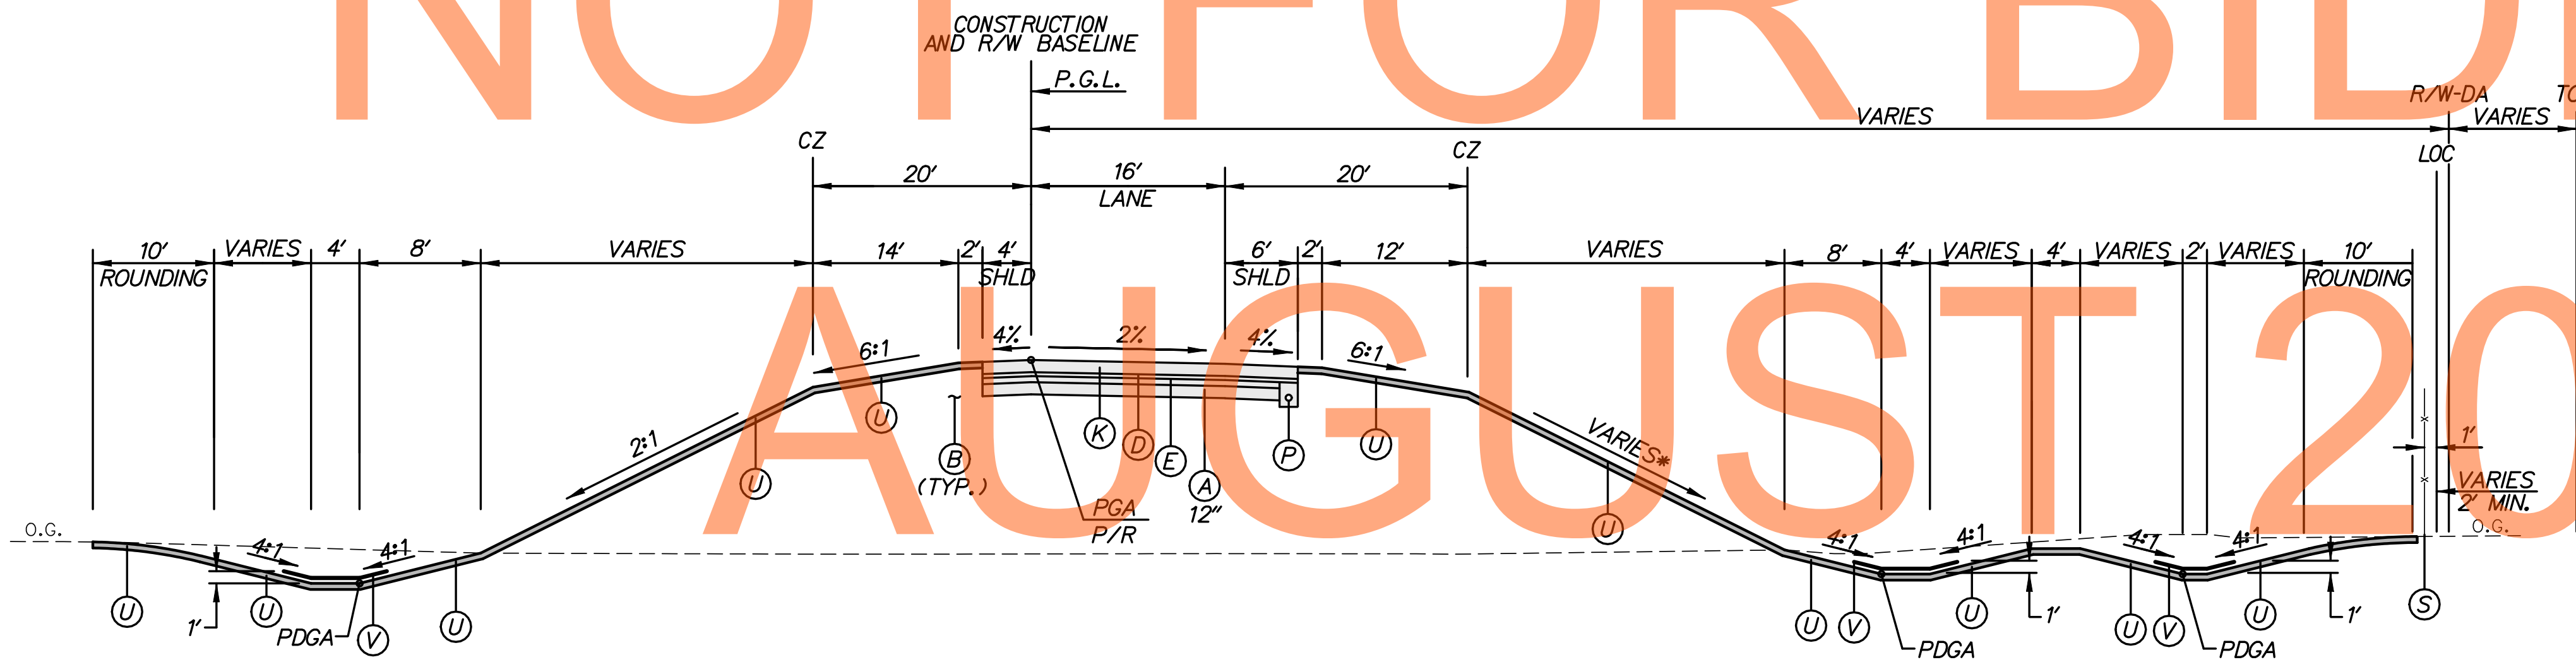 NOT FOR BID
CONSTRUCTION
AND R/W BASELINE
P.G.L.
R/W-DA
VARIES
VARIES
CZ
CZ
LOC
20'
16'
20'
LANE
10'
VARIES
4'
8'
VARIES
14'
2'
4'
6'
2'
12'
VARIES
8'
4'
VARIES
4'
VARIES
2'
VARIES
10'
ROUNDING
SHLD
SHLD
ROUNDING
AUGUST 20
6:1
4%
2%
4%
6:1
2:1
VARIES*
1'
U
U
B
(TYP.)
K
D
E
A
12"
P
U
U
PGA
P/R
VARIES
2' MIN.
O.G.
O.G.
4:1
4:1
4:1
4:1
4:1
4:1
U
U
V
U
1'
PDGA
U
V
U
1'
PDGA
U
V
U
1'
PDGA
S